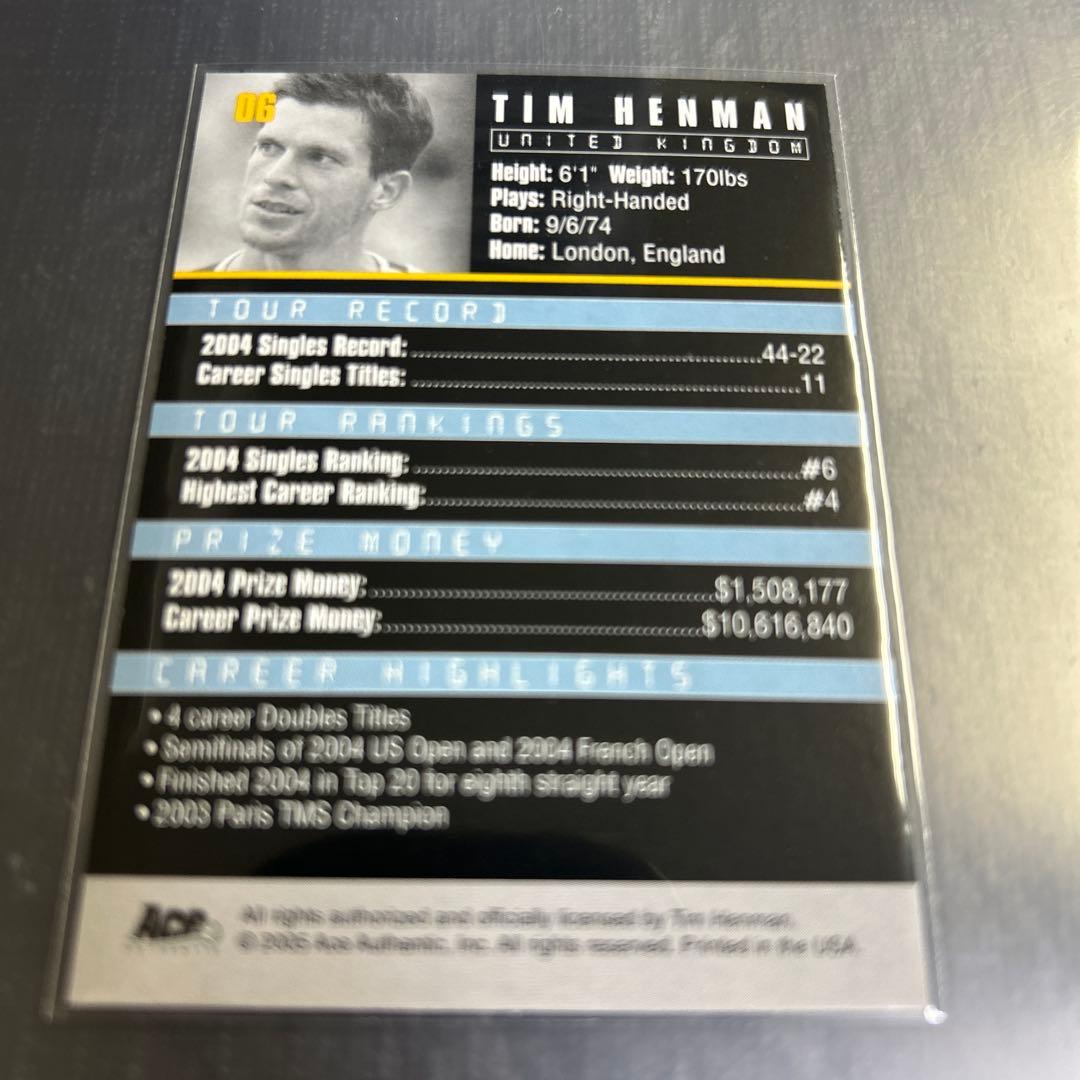 06
TIM HENMAN
UNITED KINGDOM
Height: 6'1" Weight: 170lbs
Plays: Right-Handed
Born: 9/6/74
Home: London, England
TOUR RECORD
2004 Singles Record:..........44-22
Career Singles Titles:..........11
TOUR RANKINGS
2004 Singles Ranking:..........#6
Highest Career Ranking:..........#4
PRIZE MONEY
2004 Prize Money:..........$1,508,177
Career Prize Money:..........$10,616,840
CAREER HIGHLIGHTS
• 4 career Doubles Titles
• Semifinals of 2004 US Open and 2004 French Open
• Finished 2004 in Top 20 for eighth straight year
• 2003 Paris TMS Champion
Ace
All rights authorized and officially licensed by Tim Henman.
© 2005 Ace Authentic, Inc. All rights reserved. Printed in the USA.